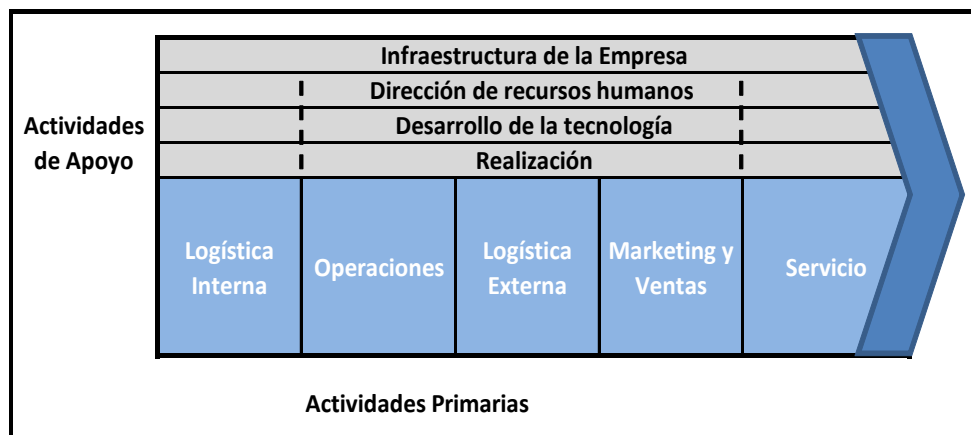 Infraestructura de la Empresa
Dirección de recursos humanos
Desarrollo de la tecnología
Realización
Actividades
de Apoyo
Logística
Interna
Operaciones
Logística
Externa
Marketing y
Ventas
Servicio
Actividades Primarias